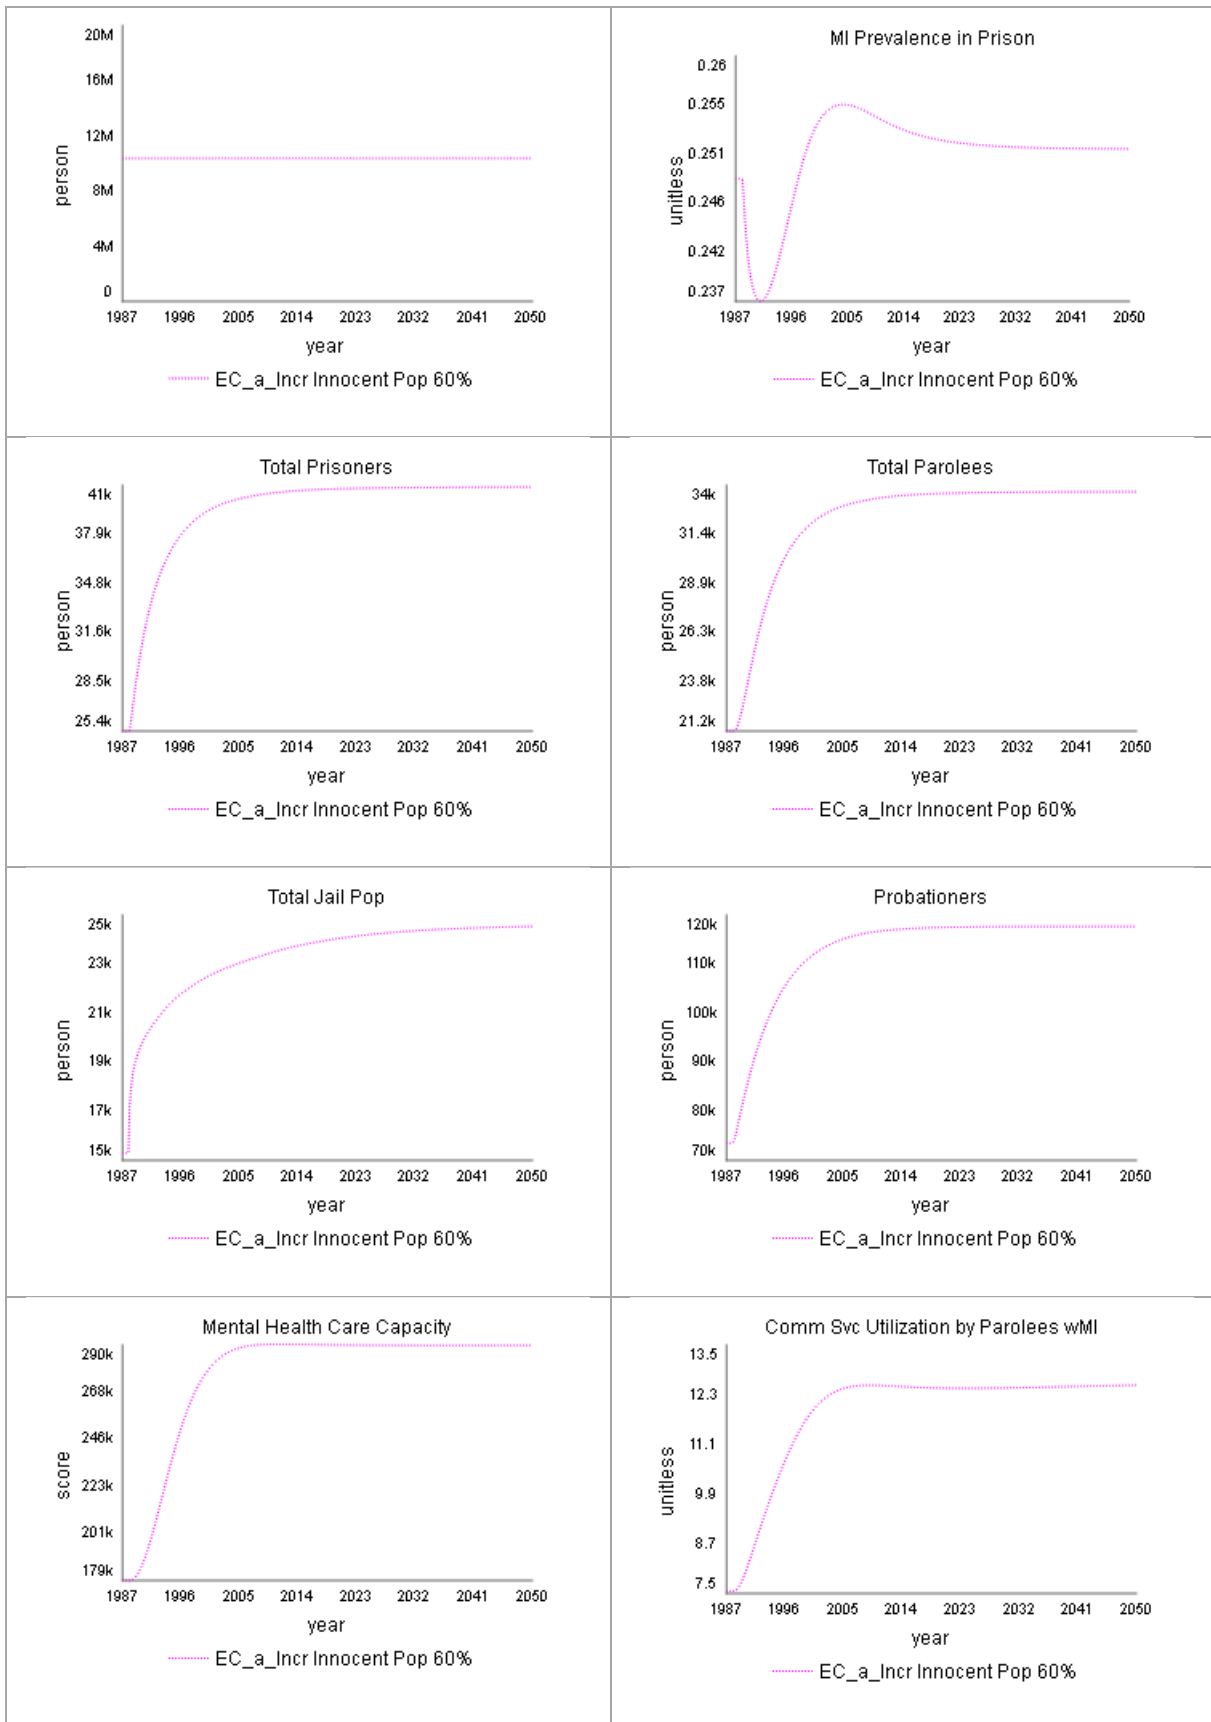 20M
16M
12M
8M
4M
0
person
1987 1996 2005 2014 2023 2032 2041 2050
year
EC_a_Incr Innocent Pop 60%
MI Prevalence in Prison
0.26
0.255
0.251
0.246
0.242
0.237
unitless
1987 1996 2005 2014 2023 2032 2041 2050
year
EC_a_Incr Innocent Pop 60%
Total Prisoners
41k
37.9k
34.8k
31.6k
28.5k
25.4k
person
1987 1996 2005 2014 2023 2032 2041 2050
year
EC_a_Incr Innocent Pop 60%
Total Parolees
34k
31.4k
28.9k
26.3k
23.8k
21.2k
person
1987 1996 2005 2014 2023 2032 2041 2050
year
EC_a_Incr Innocent Pop 60%
Total Jail Pop
25k
23k
21k
19k
17k
15k
person
1987 1996 2005 2014 2023 2032 2041 2050
year
EC_a_Incr Innocent Pop 60%
Probationers
120k
110k
100k
90k
80k
70k
person
1987 1996 2005 2014 2023 2032 2041 2050
year
EC_a_Incr Innocent Pop 60%
Mental Health Care Capacity
290k
268k
246k
223k
201k
179k
score
1987 1996 2005 2014 2023 2032 2041 2050
year
EC_a_Incr Innocent Pop 60%
Comm Svc Utilization by Parolees wMI
13.5
12.3
11.1
9.9
8.7
7.5
unitless
1987 1996 2005 2014 2023 2032 2041 2050
year
EC_a_Incr Innocent Pop 60%